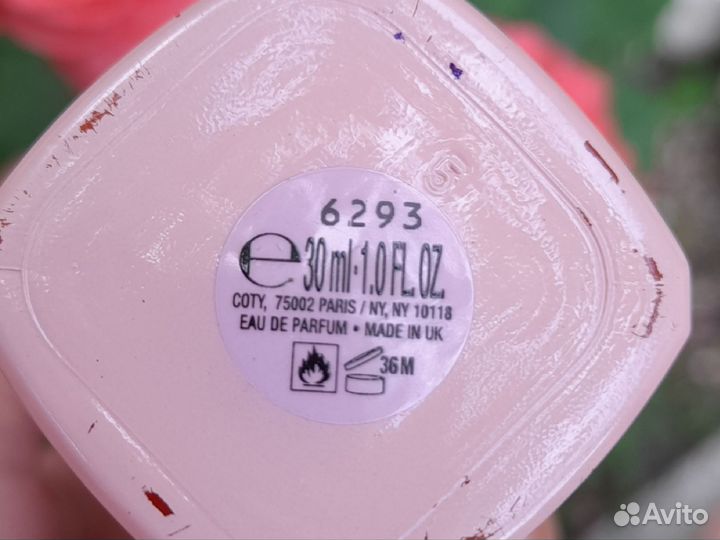 6293
℮ 30 ml · 1.0 FL OZ
COTY, 75002 PARIS / NY, NY 10118
EAU DE PARFUM • MADE IN UK
36M
Avito